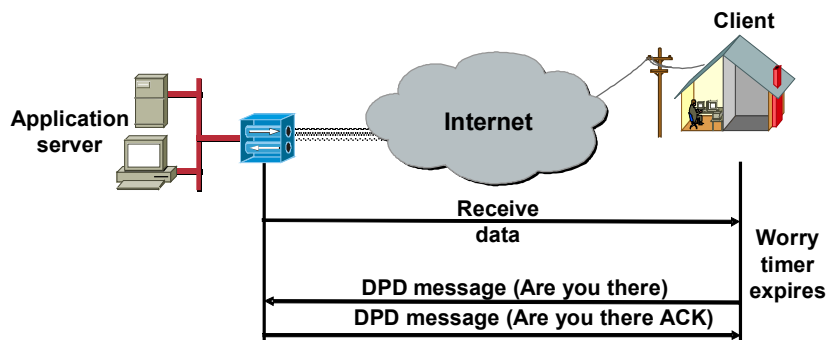 Client
Application
server
Internet
Receive
data
Worry
timer
expires
DPD message (Are you there)
DPD message (Are you there ACK)